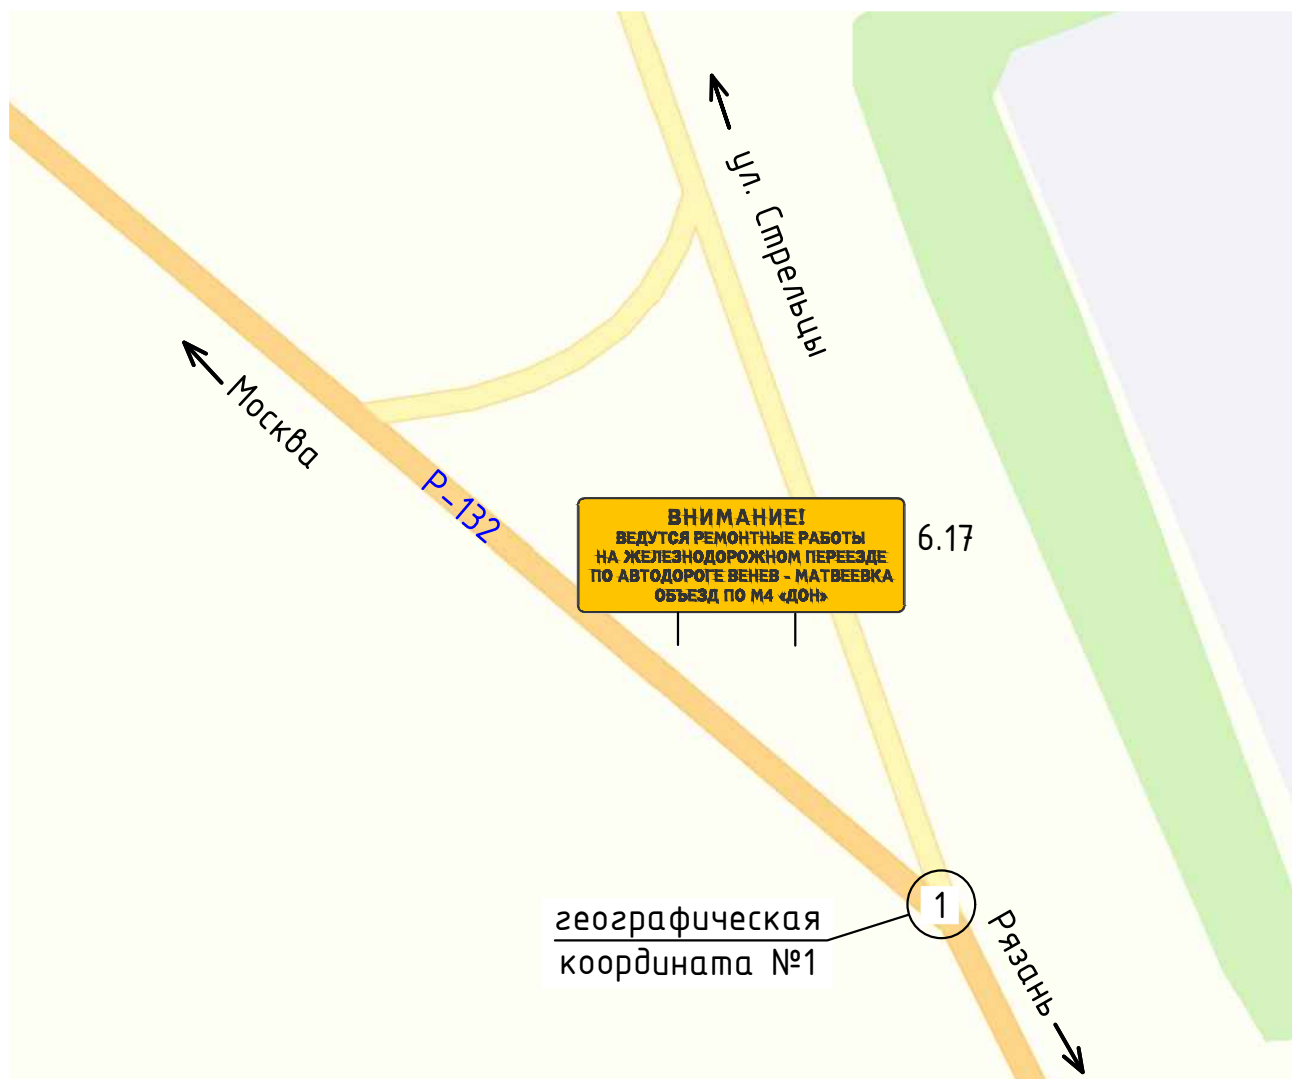 ул. Стрельцы
Москва
Р-132
ВНИМАНИЕ!
ВЕДУТСЯ РЕМОНТНЫЕ РАБОТЫ
НА ЖЕЛЕЗНОДОРОЖНОМ ПЕРЕЕЗДЕ
ПО АВТОДОРОГЕ ВЕНЕВ - МАТВЕЕВКА
ОБЪЕЗД ПО М4 «ДОН»
6.17
1
географическая
координата №1
Рязань